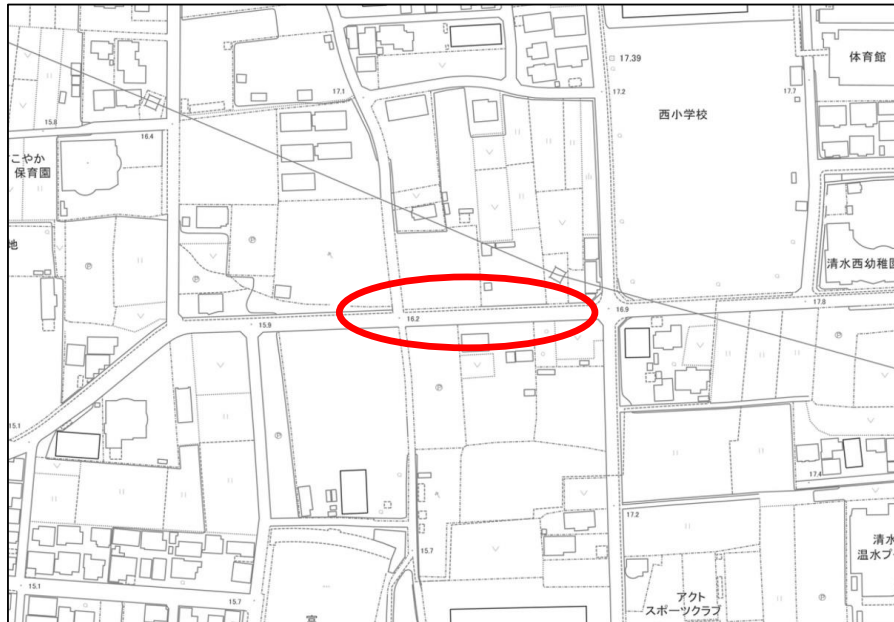 17.39
体育館
17.1
17.2
17.7
西小学校
15.8
16.4
こやか
保育園
地
清水西幼稚園
17.8
16.9
16.2
15.9
15.1
17.4
17.2
清水
温水プー
15.7
15.1
15.7
アクト
スポーツクラブ
宮